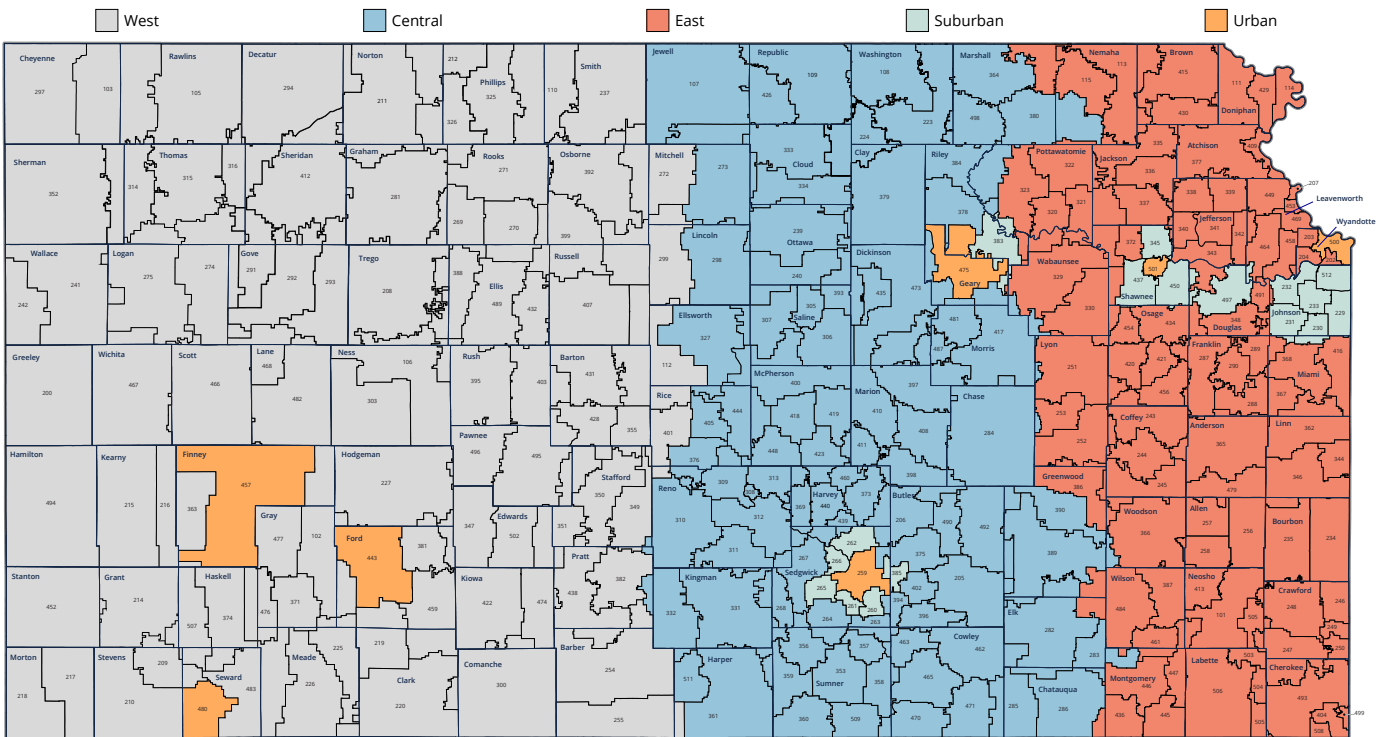 West Central East Suburban Urban
Cheyenne Rawlins Decatur Norton 212 Phillips Smith Jewell Republic Washington Marshall Nemaha Brown
297 103 105 294 211 325 326 110 237 107 426 109 108 224 223 364 498 380 115 113 415 430 111 429 114 Doniphan
Sherman Thomas Sheridan Graham Rooks Osborne Mitchell Cloud Clay Riley Pottawatomie Jackson Atchison
352 314 315 316 412 281 271 269 270 392 399 272 273 333 334 379 384 378 383 323 322 320 321 335 336 337 377 409 338 339 449 207
Leavenworth
Wyandotte
Jefferson 340 341 342 343 464 453 469 458 203 204 202 500
Wallace Logan Gove Trego Ellis Russell Lincoln Ottawa Dickinson Geary Wabaunsee Shawnee Douglas Johnson
242 241 275 274 291 292 293 208 388 489 432 407 299 298 239 240 435 473 475 329 330 372 345 501 437 450 497 491 348 232 512 233 229 231 230
Saline 305 393 307 306 481 487 417 Morris Osage 454 434
Greeley Wichita Scott Lane Ness Rush Barton Ellsworth Rice McPherson Marion Chase Lyon Franklin Miami
200 467 466 468 482 303 106 395 403 431 428 355 327 112 401 405 444 376 400 418 419 448 423 397 410 411 408 398 284 251 253 252 420 421 456 287 289 290 288 368 416 367
Hamilton Kearny Finney Hodgeman Pawnee Stafford Reno Harvey Butler Greenwood Coffey Anderson Linn
494 215 216 457 363 227 496 495 350 349 310 309 308 313 312 311 369 440 460 373 439 206 490 492 390 386 389 243 244 245 365 479 362 344 346
Gray Ford Edwards Pratt Sedgwick Woodson Allen Bourbon
477 102 371 476 443 381 459 347 502 351 438 382 267 262 266 259 265 261 260 263 264 268 385 394 375 402 396 205 366 257 258 256 235 234
Stanton Grant Haskell Kiowa Kingman Elk Wilson Neosho Crawford
452 214 507 374 422 474 332 331 282 283 484 387 461 413 101 505 248 246 249 247 250
Morton Stevens Seward Meade Clark Comanche Barber Harper Sumner Cowley Chatauqua Montgomery Labette Cherokee
218 217 210 209 480 483 225 226 219 220 300 254 255 511 361 356 357 359 353 358 360 509 463 462 465 470 471 285 286 436 446 447 445 503 506 504 505 493 404 508 499